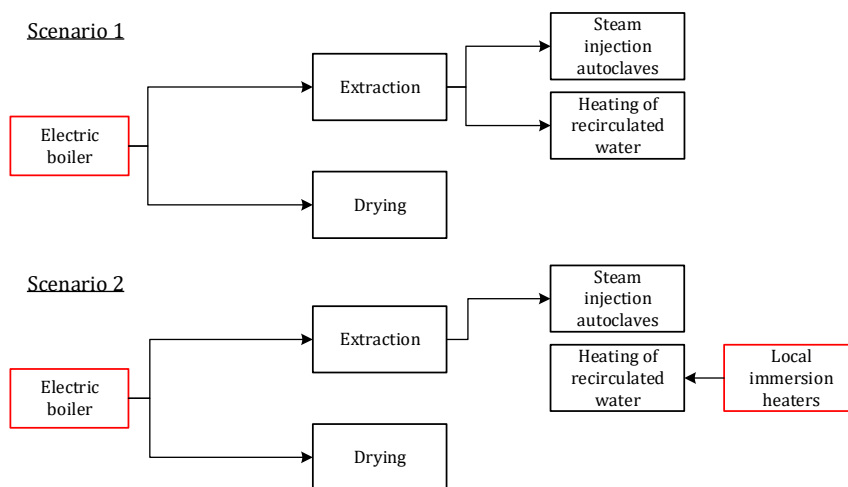 Scenario 1
Steam
injection
autoclaves
Extraction
Heating of
recirculated
water
Electric
boiler
Drying
Scenario 2
Steam
injection
autoclaves
Extraction
Heating of
recirculated
water
Local
immersion
heaters
Electric
boiler
Drying